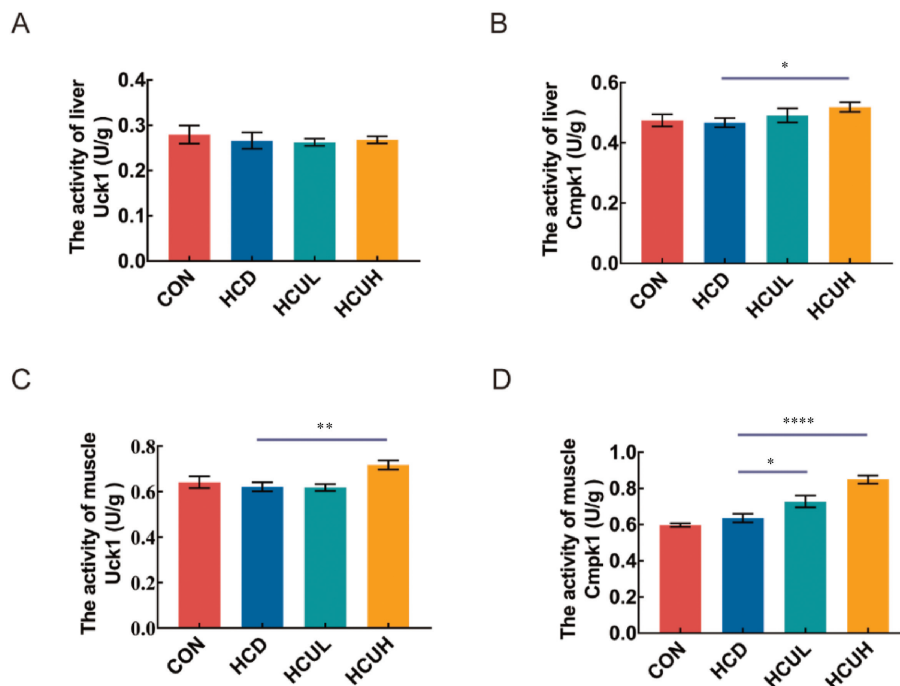 A
The activity of liver
Uck1 (U/g )
0.4
0.3
0.2
0.1
0.0
CON
HCD
HCUL
HCUH
B
The activity of liver
Cmpk1 (U/g )
0.6
0.4
0.2
0.0
*
CON
HCD
HCUL
HCUH
C
The activity of muscle
Uck1 (U/g )
0.8
0.6
0.4
0.2
0.0
**
CON
HCD
HCUL
HCUH
D
The activity of muscle
Cmpk1 (U/g )
1.0
0.8
0.6
0.4
0.2
0.0
****
*
CON
HCD
HCUL
HCUH